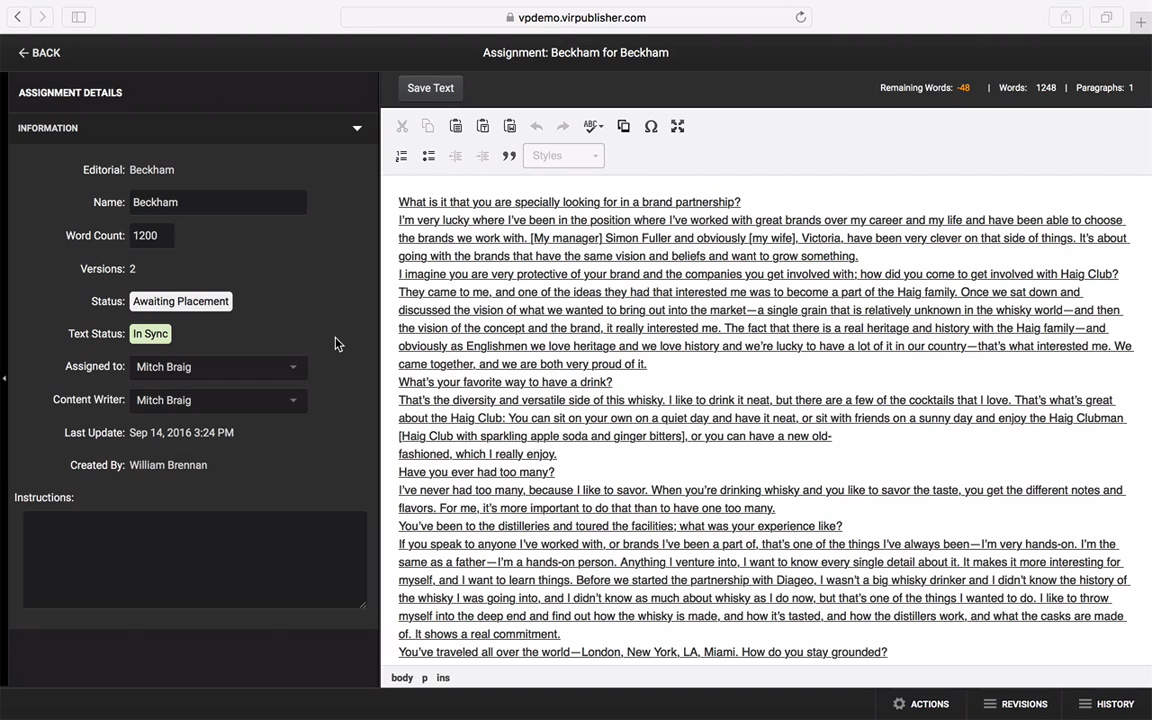 vpdemo.virpublisher.com
BACK
Assignment: Beckham for Beckham
ASSIGNMENT DETAILS
INFORMATION
Editorial: Beckham
Name: Beckham
Word Count: 1200
Versions: 2
Status: Awaiting Placement
Text Status: In Sync
Assigned to: Mitch Braig
Content Writer: Mitch Braig
Last Update: Sep 14, 2016 3:24 PM
Created By: William Brennan
Instructions:
Save Text
Remaining Words: -48 | Words: 1248 | Paragraphs: 1
ABC
Styles
What is it that you are specially looking for in a brand partnership?
I'm very lucky where I've been in the position where I've worked with great brands over my career and my life and have been able to choose
the brands we work with. [My manager] Simon Fuller and obviously [my wife], Victoria, have been very clever on that side of things. It's about
going with the brands that have the same vision and beliefs and want to grow something.
I imagine you are very protective of your brand and the companies you get involved with; how did you come to get involved with Haig Club?
They came to me, and one of the ideas they had that interested me was to become a part of the Haig family. Once we sat down and
discussed the vision of what we wanted to bring out into the market—a single grain that is relatively unknown in the whisky world—and then
the vision of the concept and the brand, it really interested me. The fact that there is a real heritage and history with the Haig family—and
obviously as Englishmen we love heritage and we love history and we're lucky to have a lot of it in our country—that's what interested me. We
came together, and we are both very proud of it.
What's your favorite way to have a drink?
That's the diversity and versatile side of this whisky. I like to drink it neat, but there are a few of the cocktails that I love. That's what's great
about the Haig Club: You can sit on your own on a quiet day and have it neat, or sit with friends on a sunny day and enjoy the Haig Clubman
[Haig Club with sparkling apple soda and ginger bitters], or you can have a new old-
fashioned, which I really enjoy.
Have you ever had too many?
I've never had too many, because I like to savor. When you're drinking whisky and you like to savor the taste, you get the different notes and
flavors. For me, it's more important to do that than to have one too many.
You've been to the distilleries and toured the facilities; what was your experience like?
If you speak to anyone I've worked with, or brands I've been a part of, that's one of the things I've always been—I'm very hands-on. I'm the
same as a father—I'm a hands-on person. Anything I venture into, I want to know every single detail about it. It makes it more interesting for
myself, and I want to learn things. Before we started the partnership with Diageo, I wasn't a big whisky drinker and I didn't know the history of
the whisky I was going into, and I didn't know as much about whisky as I do now, but that's one of the things I wanted to do. I like to throw
myself into the deep end and find out how the whisky is made, and how it's tasted, and how the distillers work, and what the casks are made
of. It shows a real commitment.
You've traveled all over the world—London, New York, LA, Miami. How do you stay grounded?
body p ins
ACTIONS REVISIONS HISTORY